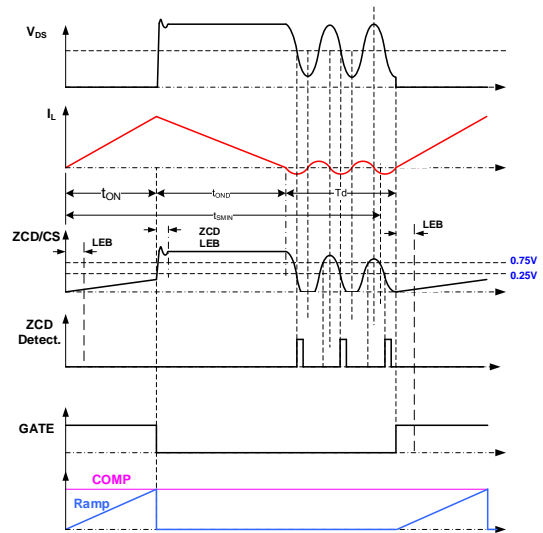 VDS
IL
tON
tOND
Td
tSMIN
ZCD/CS
LEB
ZCD
LEB
LEB
0.75V
0.25V
ZCD
Detect.
GATE
COMP
Ramp